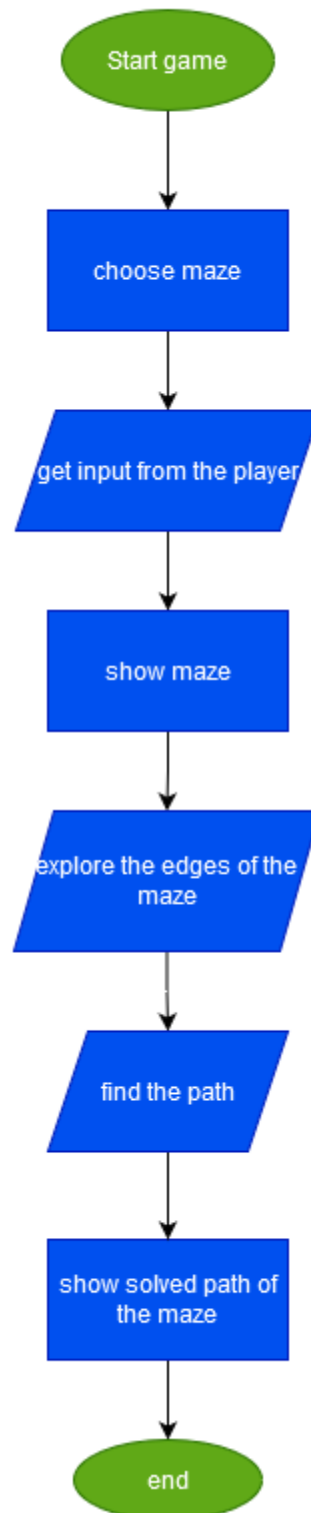 Start game
choose maze
get input from the player
show maze
explore the edges of the
maze
find the path
show solved path of
the maze
end